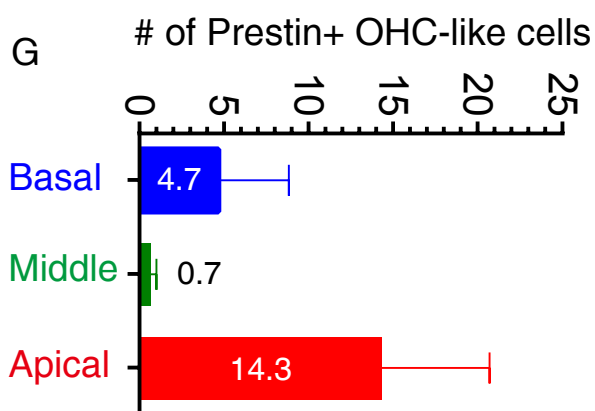 G
# of Prestin+ OHC-like cells
0 5 10 15 20 25
Basal 4.7
Middle 0.7
Apical 14.3